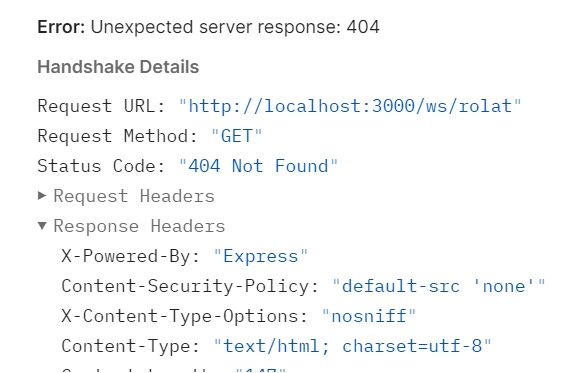 Error: Unexpected server response: 404
Handshake Details
Request URL: "http://localhost:3000/ws/rolat"
Request Method: "GET"
Status Code: "404 Not Found"
Request Headers
Response Headers
X-Powered-By: "Express"
Content-Security-Policy: "default-src 'none'"
X-Content-Type-Options: "nosniff"
Content-Type: "text/html; charset=utf-8"